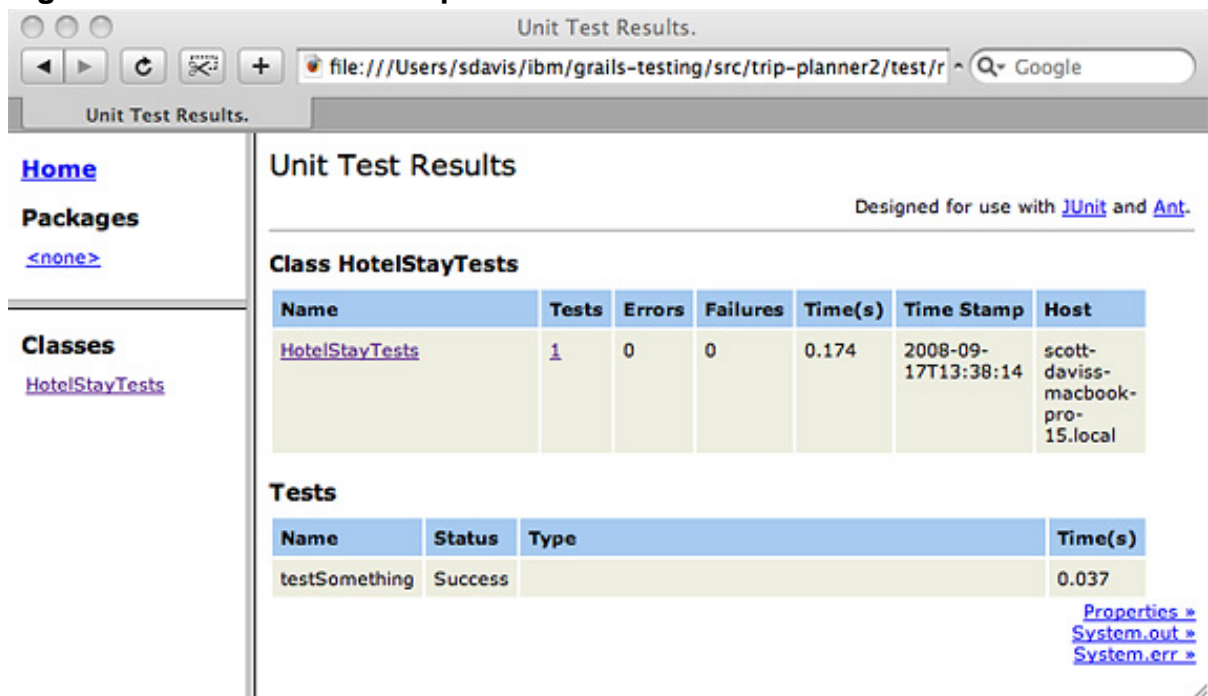 Unit Test Results.
file:///Users/sdavis/ibm/grails-testing/src/trip-planner2/test/r
Google
Unit Test Results.
Home
Packages
<none>
Classes
HotelStayTests
Unit Test Results
Designed for use with JUnit and Ant.
Class HotelStayTests
Name Tests Errors Failures Time(s) Time Stamp Host
HotelStayTests 1 0 0 0.174 2008-09-
17T13:38:14 scott-
daviss-
macbook-
pro-
15.local
Tests
Name Status Type Time(s)
testSomething Success 0.037
Properties »
System.out »
System.err »